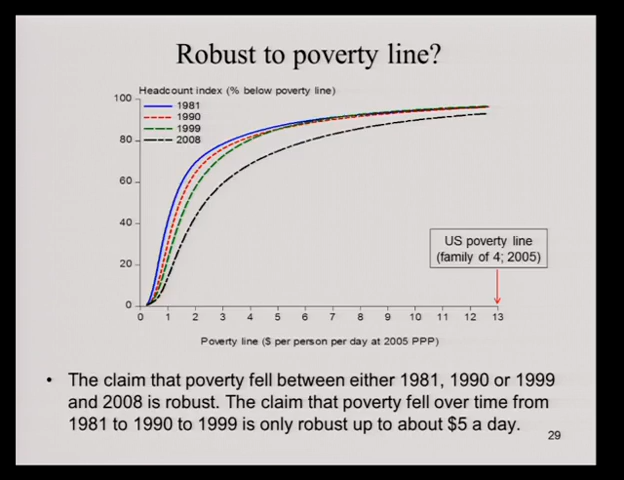 Robust to poverty line?
Headcount index (% below poverty line)
100
80
60
40
20
0
1981
1990
1999
2008
US poverty line
(family of 4; 2005)
0 1 2 3 4 5 6 7 8 9 10 11 12 13
Poverty line ($ per person per day at 2005 PPP)
• The claim that poverty fell between either 1981, 1990 or 1999
and 2008 is robust. The claim that poverty fell over time from
1981 to 1990 to 1999 is only robust up to about $5 a day.
29